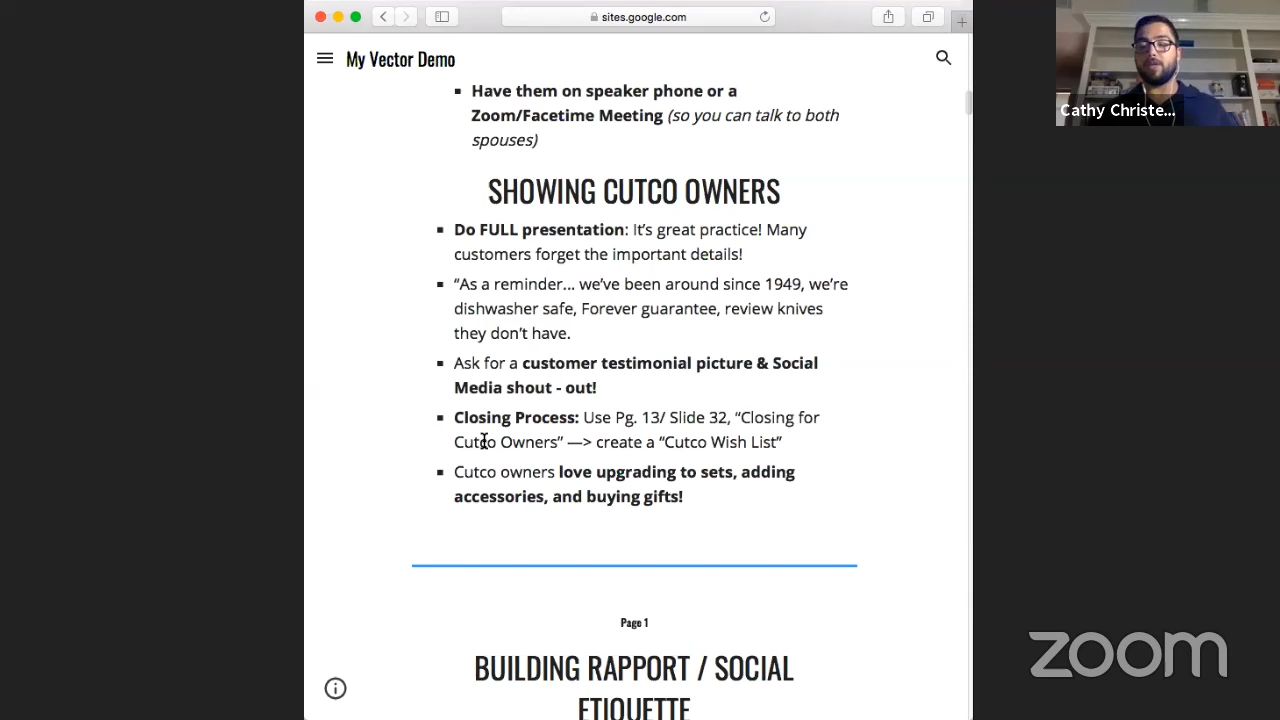 sites.google.com
My Vector Demo
Cathy Christe...
▪ Have them on speaker phone or a
Zoom/Facetime Meeting (so you can talk to both
spouses)
SHOWING CUTCO OWNERS
▪ Do FULL presentation: It's great practice! Many
customers forget the important details!
▪ “As a reminder... we've been around since 1949, we're
dishwasher safe, Forever guarantee, review knives
they don't have.
▪ Ask for a customer testimonial picture & Social
Media shout - out!
▪ Closing Process: Use Pg. 13/ Slide 32, “Closing for
Cutco Owners” —> create a “Cutco Wish List”
▪ Cutco owners love upgrading to sets, adding
accessories, and buying gifts!
Page 1
BUILDING RAPPORT / SOCIAL
ETIQUETTE
zoom